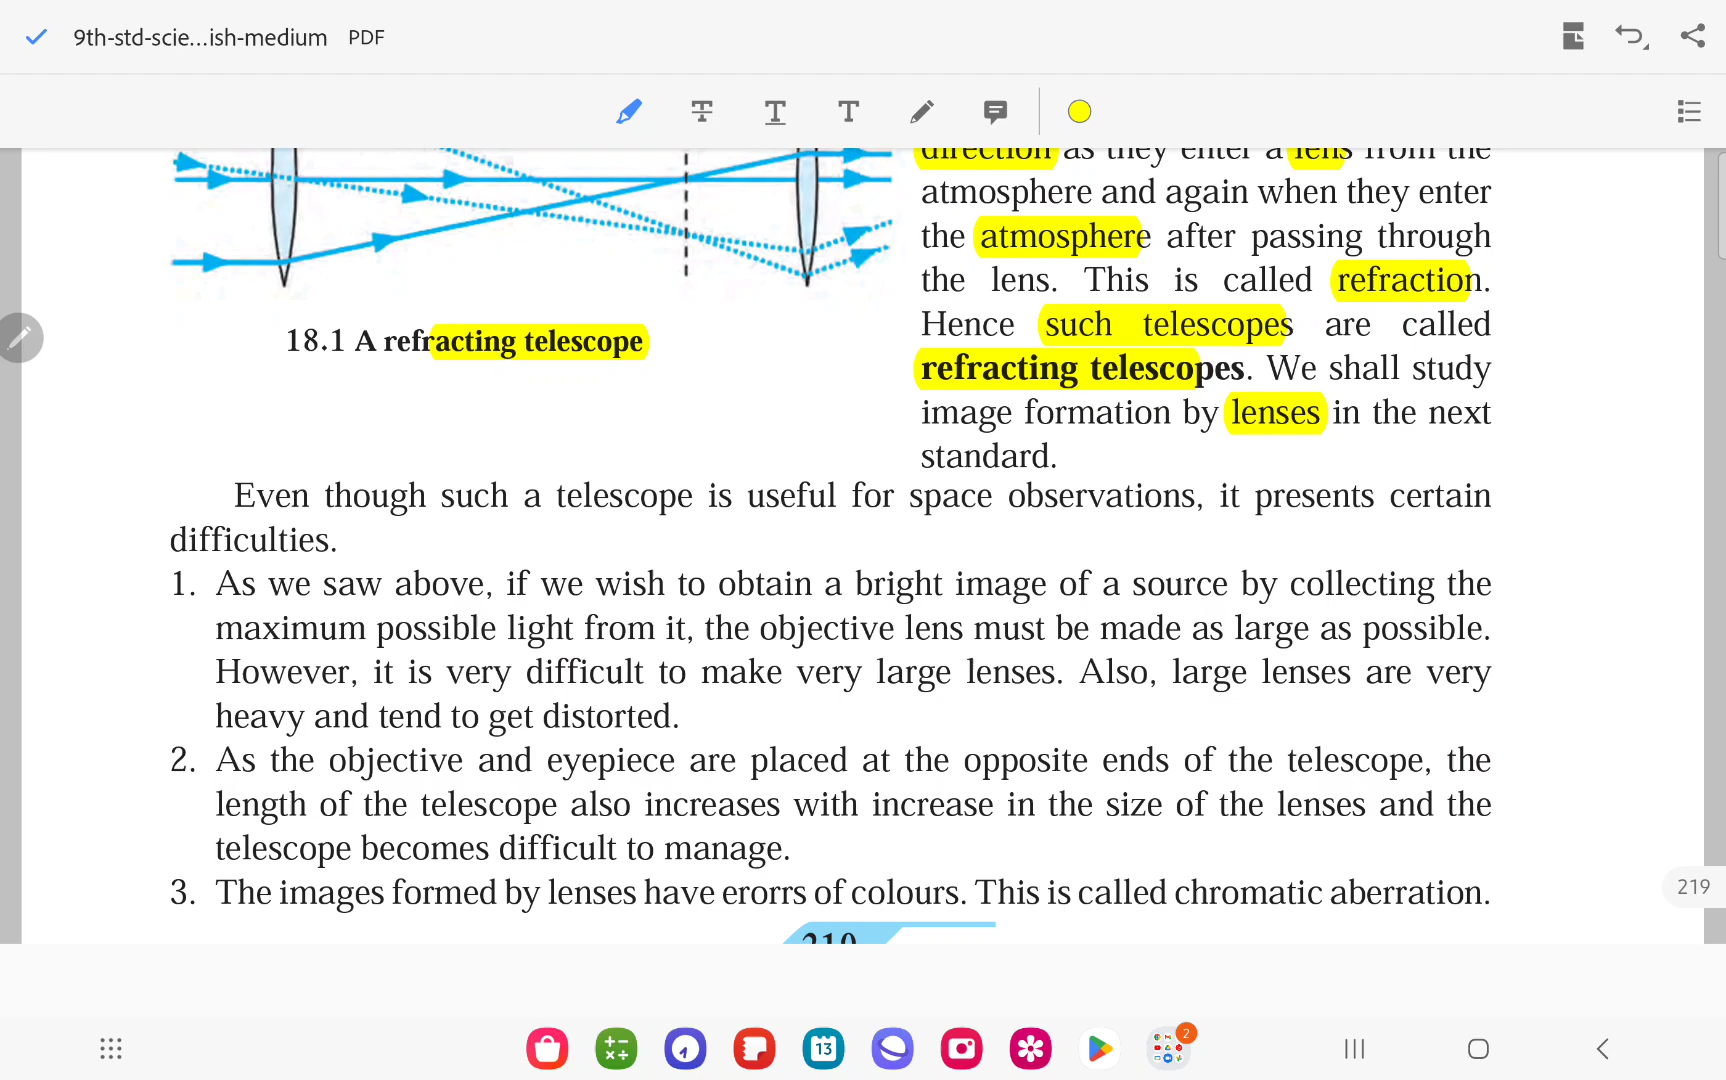 9th-std-scie...ish-medium PDF
direction as they enter a lens from the
atmosphere and again when they enter
the atmosphere after passing through
the lens. This is called refraction.
Hence such telescopes are called
refracting telescopes. We shall study
image formation by lenses in the next
standard.
18.1 A refracting telescope
Even though such a telescope is useful for space observations, it presents certain
difficulties.
1. As we saw above, if we wish to obtain a bright image of a source by collecting the
maximum possible light from it, the objective lens must be made as large as possible.
However, it is very difficult to make very large lenses. Also, large lenses are very
heavy and tend to get distorted.
2. As the objective and eyepiece are placed at the opposite ends of the telescope, the
length of the telescope also increases with increase in the size of the lenses and the
telescope becomes difficult to manage.
3. The images formed by lenses have erorrs of colours. This is called chromatic aberration.
219
210
13
2